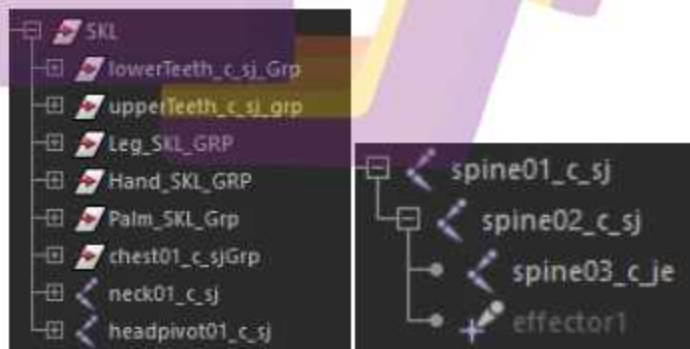 SKL
lowerTeeth_c_sj_Grp
upperTeeth_c_sj_grp
Leg_SKL_GRP
Hand_SKL_GRP
Palm_SKL_Grp
chest01_c_sjGrp
neck01_c_sj
headpivot01_c_sj
spine01_c_sj
spine02_c_sj
spine03_c_je
effector1